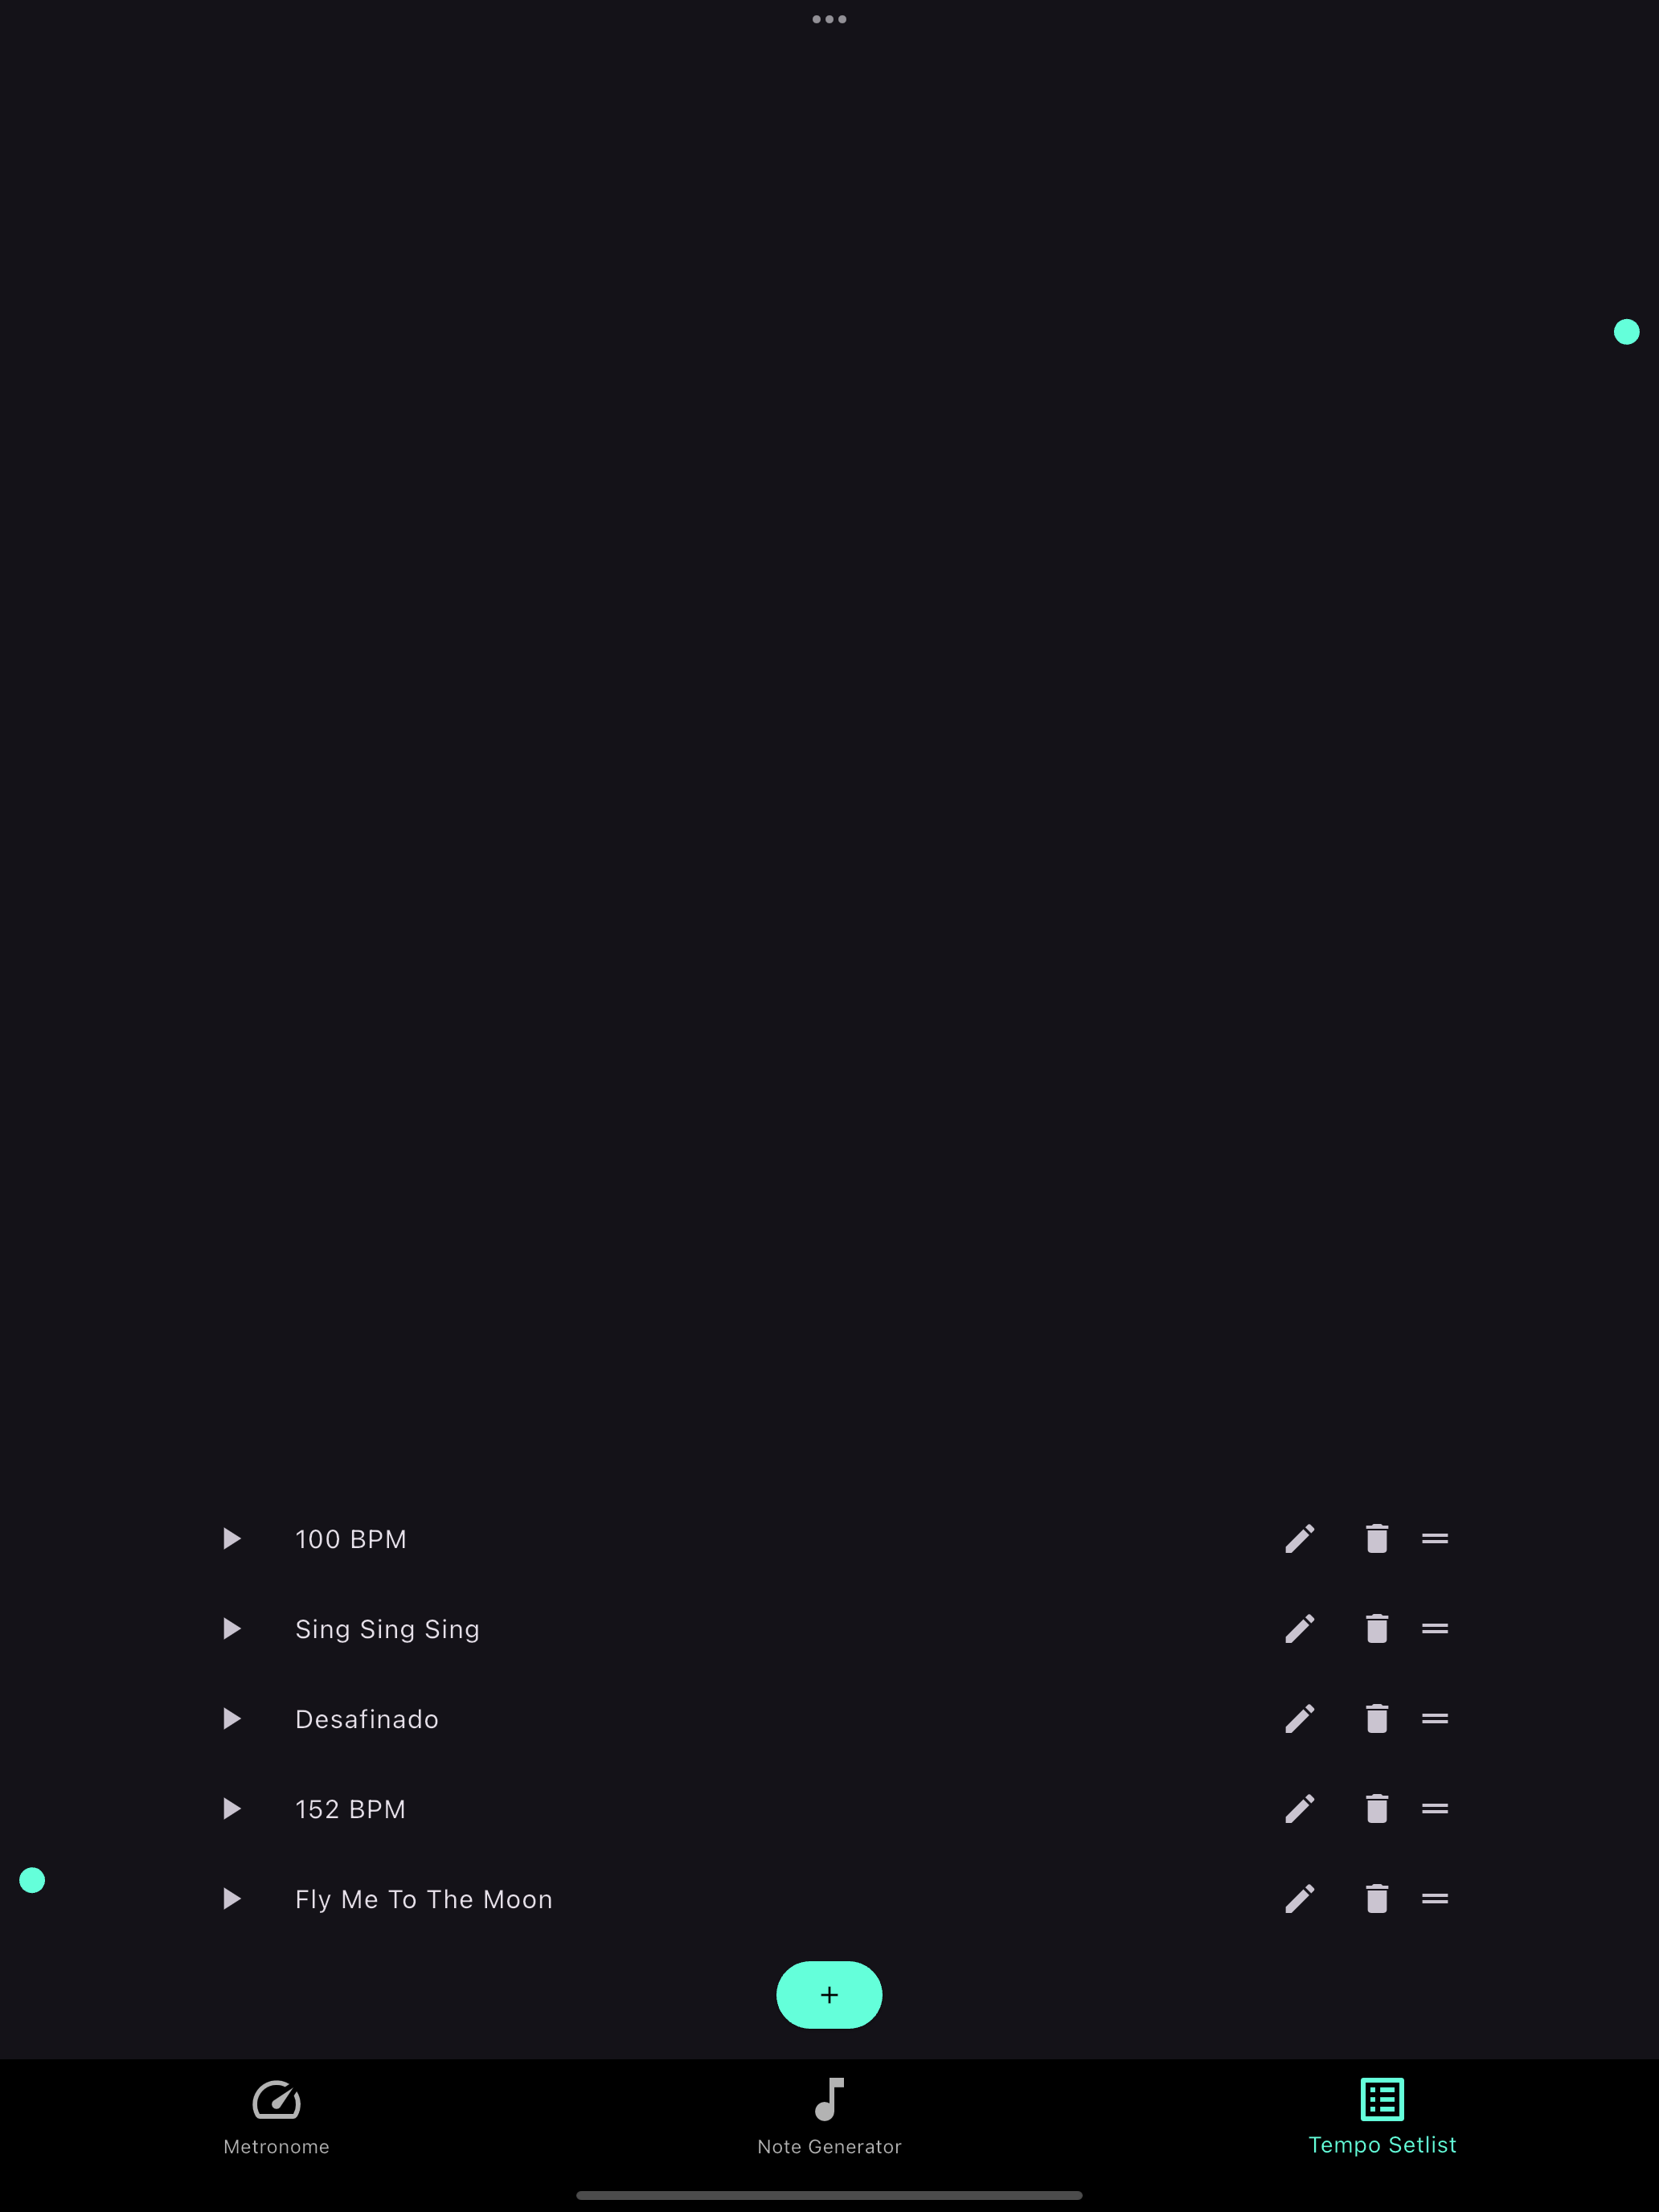 100 BPM
Sing Sing Sing
Desafinado
152 BPM
Fly Me To The Moon
+
Metronome
Note Generator
Tempo Setlist